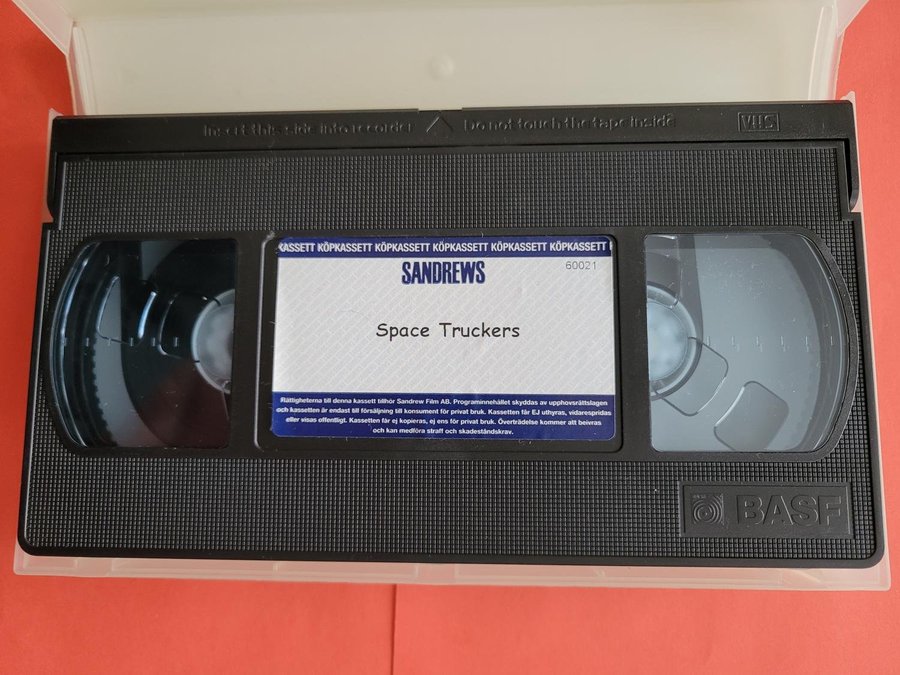 Insert this side into recorder Do not touch the tape inside VHS
KASSETT KÖPKASSETT KÖPKASSETT KÖPKASSETT KÖPKASSETT KÖPKASSETT
SANDREWS
60021
Space Truckers
Rättigheterna till denna kassett tillhör Sandrew Film AB. Programinnehållet skyddas av upphovsrättslagen
och kassetten är endast till försäljning till konsument för privat bruk. Kassetten får EJ uthyras, vidarespridas
eller visas offentligt. Kassetten får ej kopieras, ej ens för privat bruk. Överträdelse kommer att beivras
och kan medföra straff och skadeståndskrav.
BASF